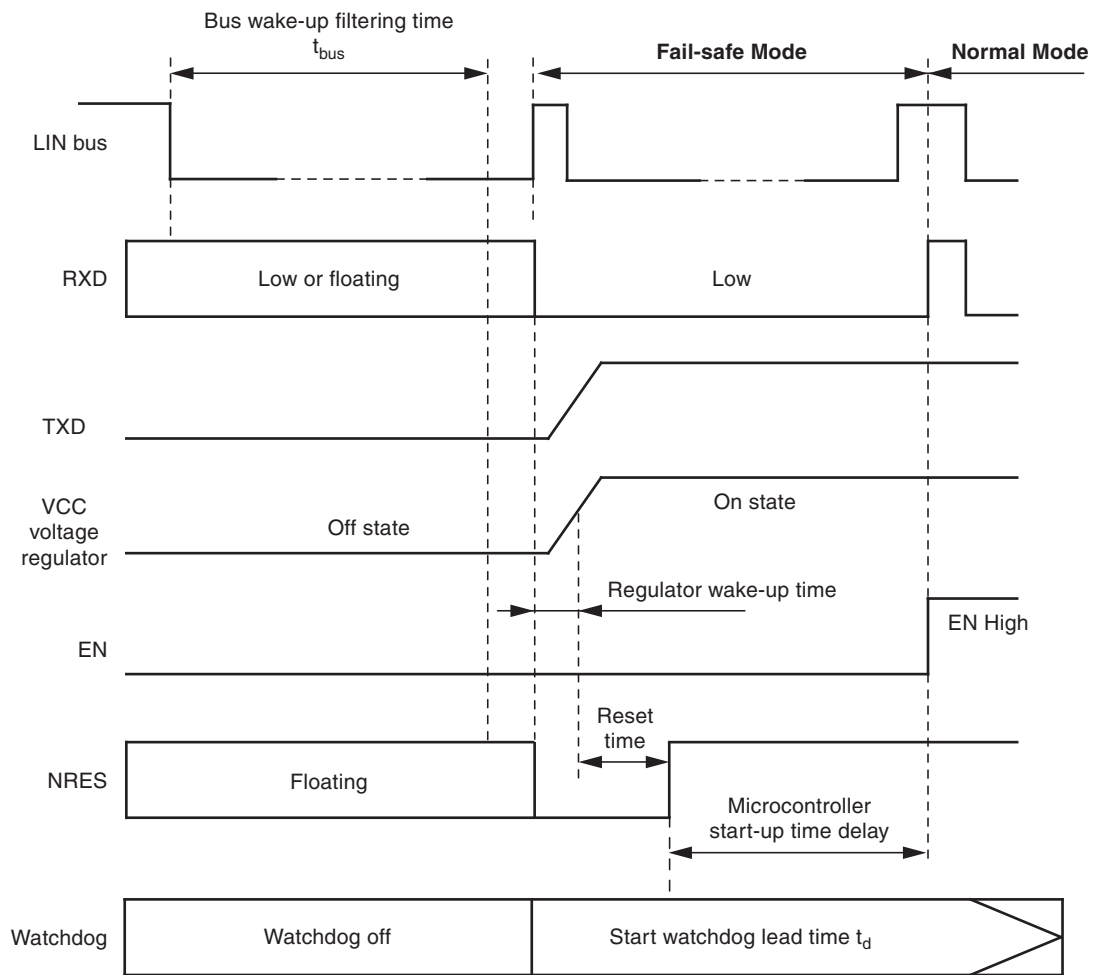 Bus wake-up filtering time
t_bus
Fail-safe Mode
Normal Mode
LIN bus
RXD
Low or floating
Low
TXD
VCC
voltage
regulator
Off state
On state
Regulator wake-up time
EN
EN High
Reset
time
NRES
Floating
Microcontroller
start-up time delay
Watchdog
Watchdog off
Start watchdog lead time t_d